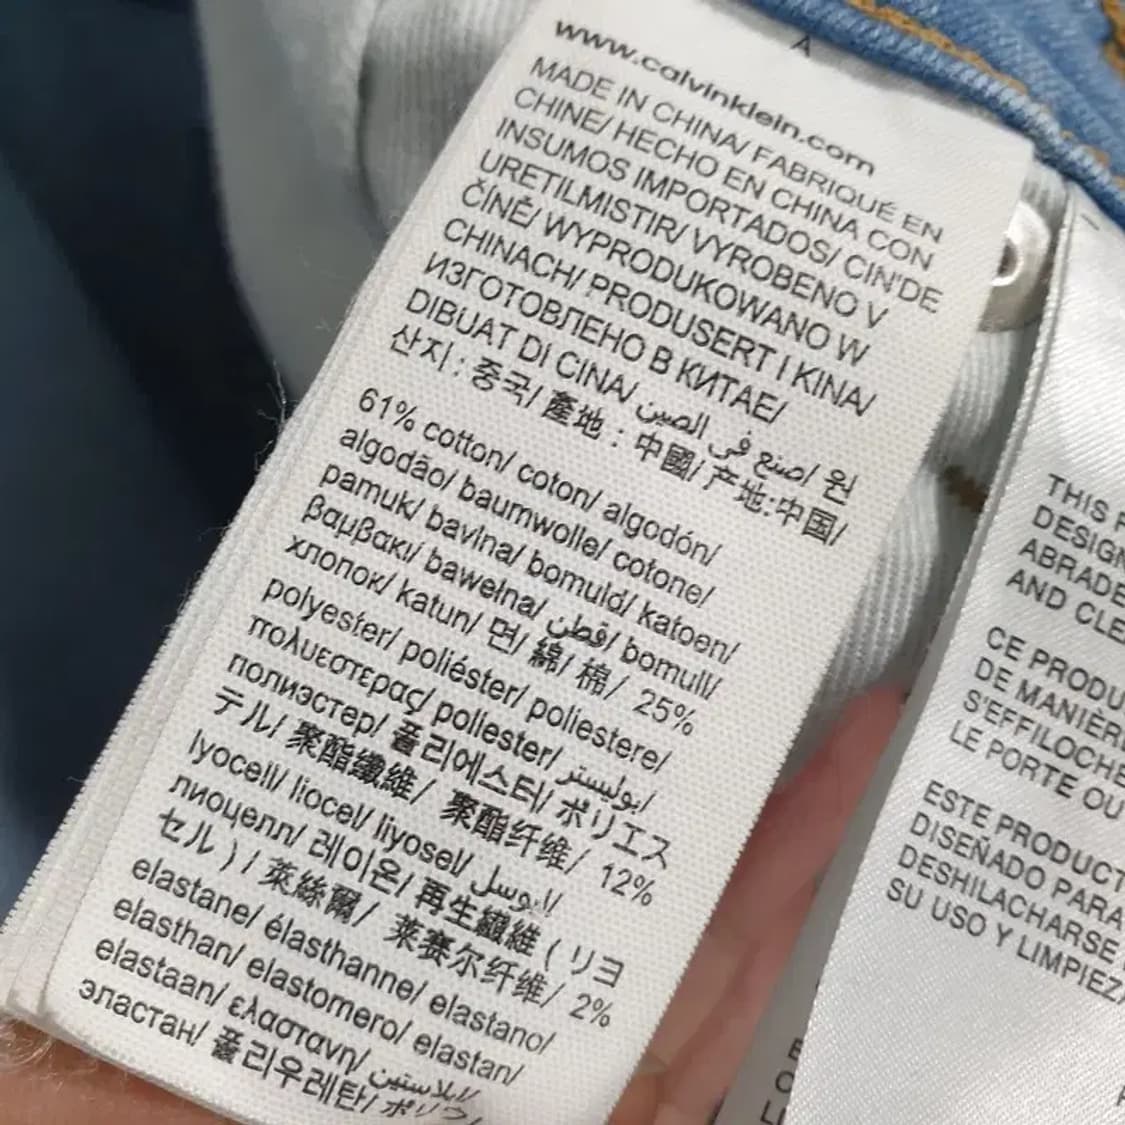 www.calvinklein.com
MADE IN CHINA/ FABRIQUÉ EN
CHINE/ HECHO EN CHINA CON
INSUMOS IMPORTADOS/ CIN'DE
URETILMISTIR/ VYROBENO V
ČÍNĚ/ WYPRODUKOWANO W
CHINACH/ PRODUSERT I KINA/
ИЗГОТОВЛЕНО В КИТАЕ/
DIBUAT DI CINA/ صنع في الصين/ 원
산지 : 중국/ 產地 : 中國/ 产地:中国/
61% cotton/ coton/ algodón/
algodão/ baumwolle/ cotone/
pamuk/ bavlna/ bomuld/ katoen/
βαμβακι/ bawełna/ قطن/ bomull/
хлопок/ katun/ 면/ 綿/ 棉/ 25%
polyester/ poliéster/ poliestere/
πολυεστερας/ poliester/ ابوليستر/
полиэстер/ 폴리에스터/ ポリエス
テル/ 聚酯纖維/ 聚酯纤维/ 12%
lyocell/ liocel/ liyosel/ اليوسل/
лиоцелл/ 레이온/ 再生繊維 ( リヨ
セル ) / 萊絲爾/ 莱赛尔纤维/ 2%
elastane/ élasthanne/ elastano/
elasthan/ elastomero/ elastan/
elastaan/ ελαστανη/ ايلاستين/
эластан/ 폴리우레탄/ ポリウ
THIS
DESIGN
ABRADE
AND CLE
CE PRODU
DE MANIÈR
S'EFFILOCHE
LE PORTE OU
ESTE PRODUCT
DISEÑADO PARA
DESHILACHARSE
SU USO Y LIMPIEZ